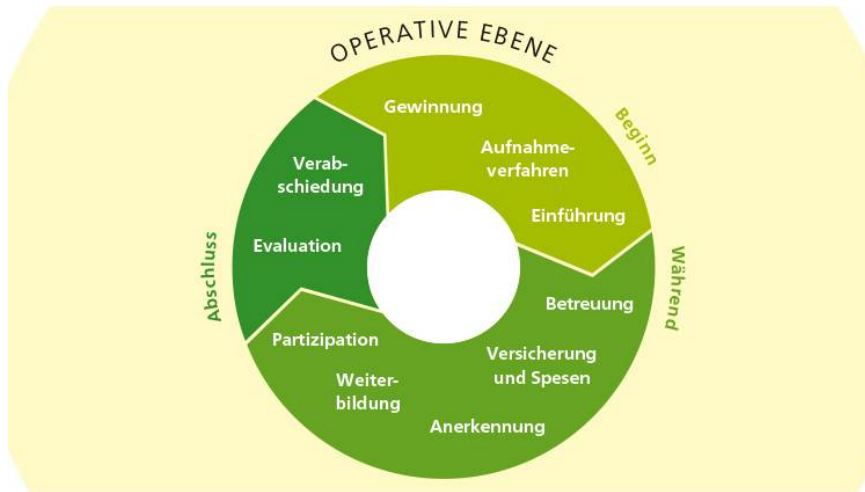 OPERATIVE EBENE
Beginn
Gewinnung
Aufnahme-
verfahren
Einführung
Während
Betreuung
Versicherung
und Spesen
Anerkennung
Weiter-
bildung
Partizipation
Abschluss
Evaluation
Verab-
schiedung